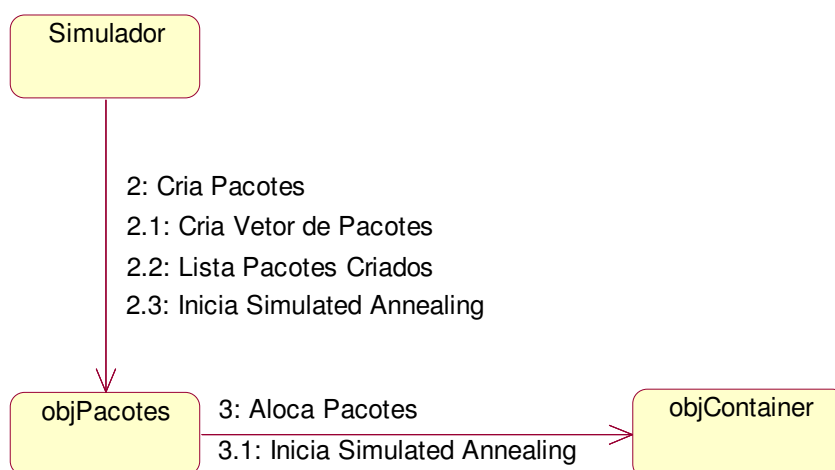 Simulador
2: Cria Pacotes
2.1: Cria Vetor de Pacotes
2.2: Lista Pacotes Criados
2.3: Inicia Simulated Annealing
objPacotes
3: Aloca Pacotes
3.1: Inicia Simulated Annealing
objContainer